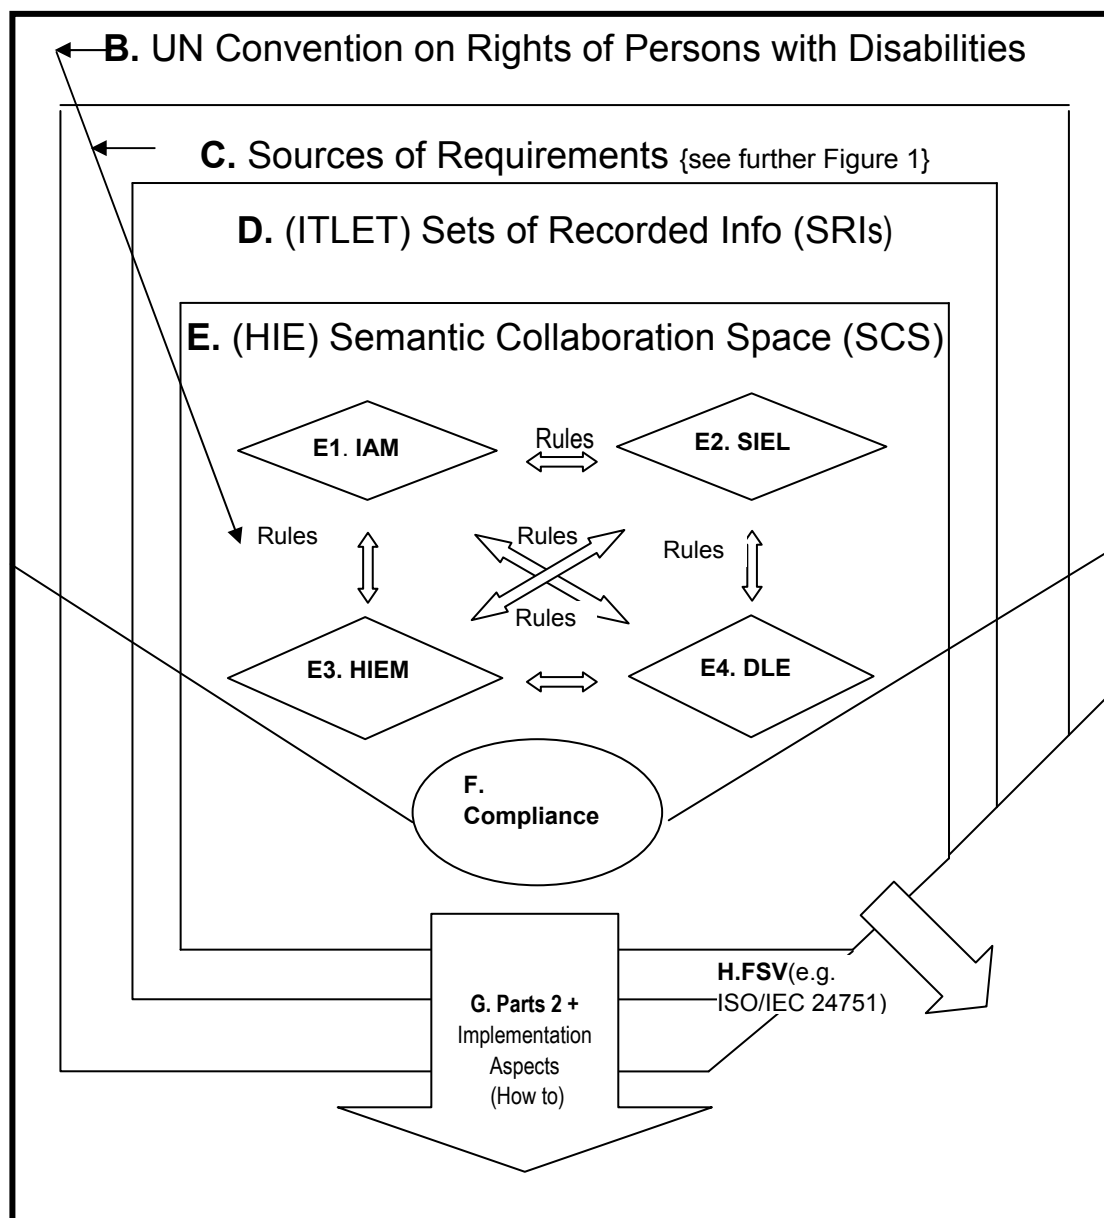 B. UN Convention on Rights of Persons with Disabilities
C. Sources of Requirements {see further Figure 1}
D. (ITLET) Sets of Recorded Info (SRIs)
E. (HIE) Semantic Collaboration Space (SCS)
E1. IAM
Rules
E2. SIEL
Rules
Rules
Rules
Rules
E3. HIEM
E4. DLE
F.
Compliance
H.FSV(e.g.
ISO/IEC 24751)
G. Parts 2 +
Implementation
Aspects
(How to)